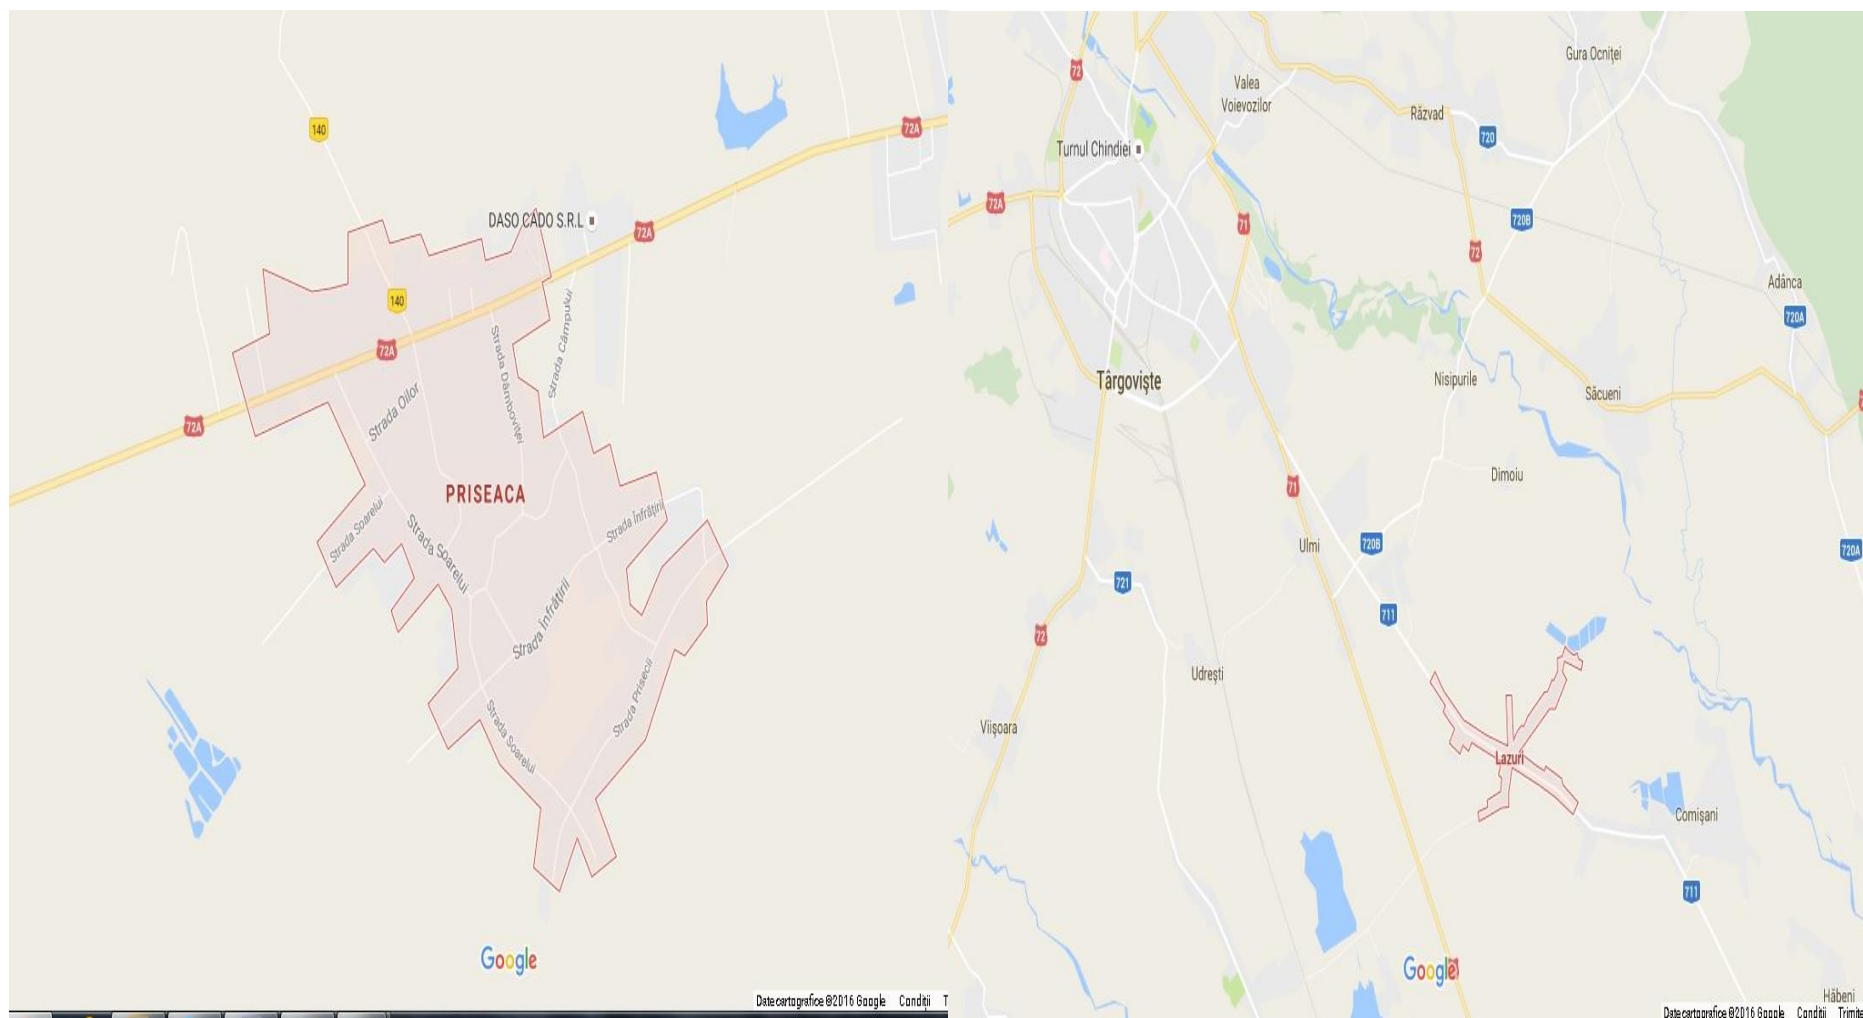 140
72A
DASO CADO S.R.L
72A
140
72A
72A
Strada Câmpului
Strada Dâmboviței
Strada Oilor
PRISEACA
Strada Soarelui
Strada Soarelui
Strada Înfrățirii
Strada Înfrățirii
Strada Prisecii
Strada Soarelui
Google
Date cartografice ©2016 Google Condiții T
Gura Ocniței
72
Valea
Voievozilor
Răzvad
720
Turnul Chindiei
72A
71
720B
72
Adânca
720A
Târgoviște
Nisipurile
Săcueni
Dimoiu
71
Ulmi
720B
720A
721
711
72
Udrești
Viișoara
Lazuri
Comișani
711
Google
Hăbeni
Date cartografice ©2016 Google Condiții Trimite